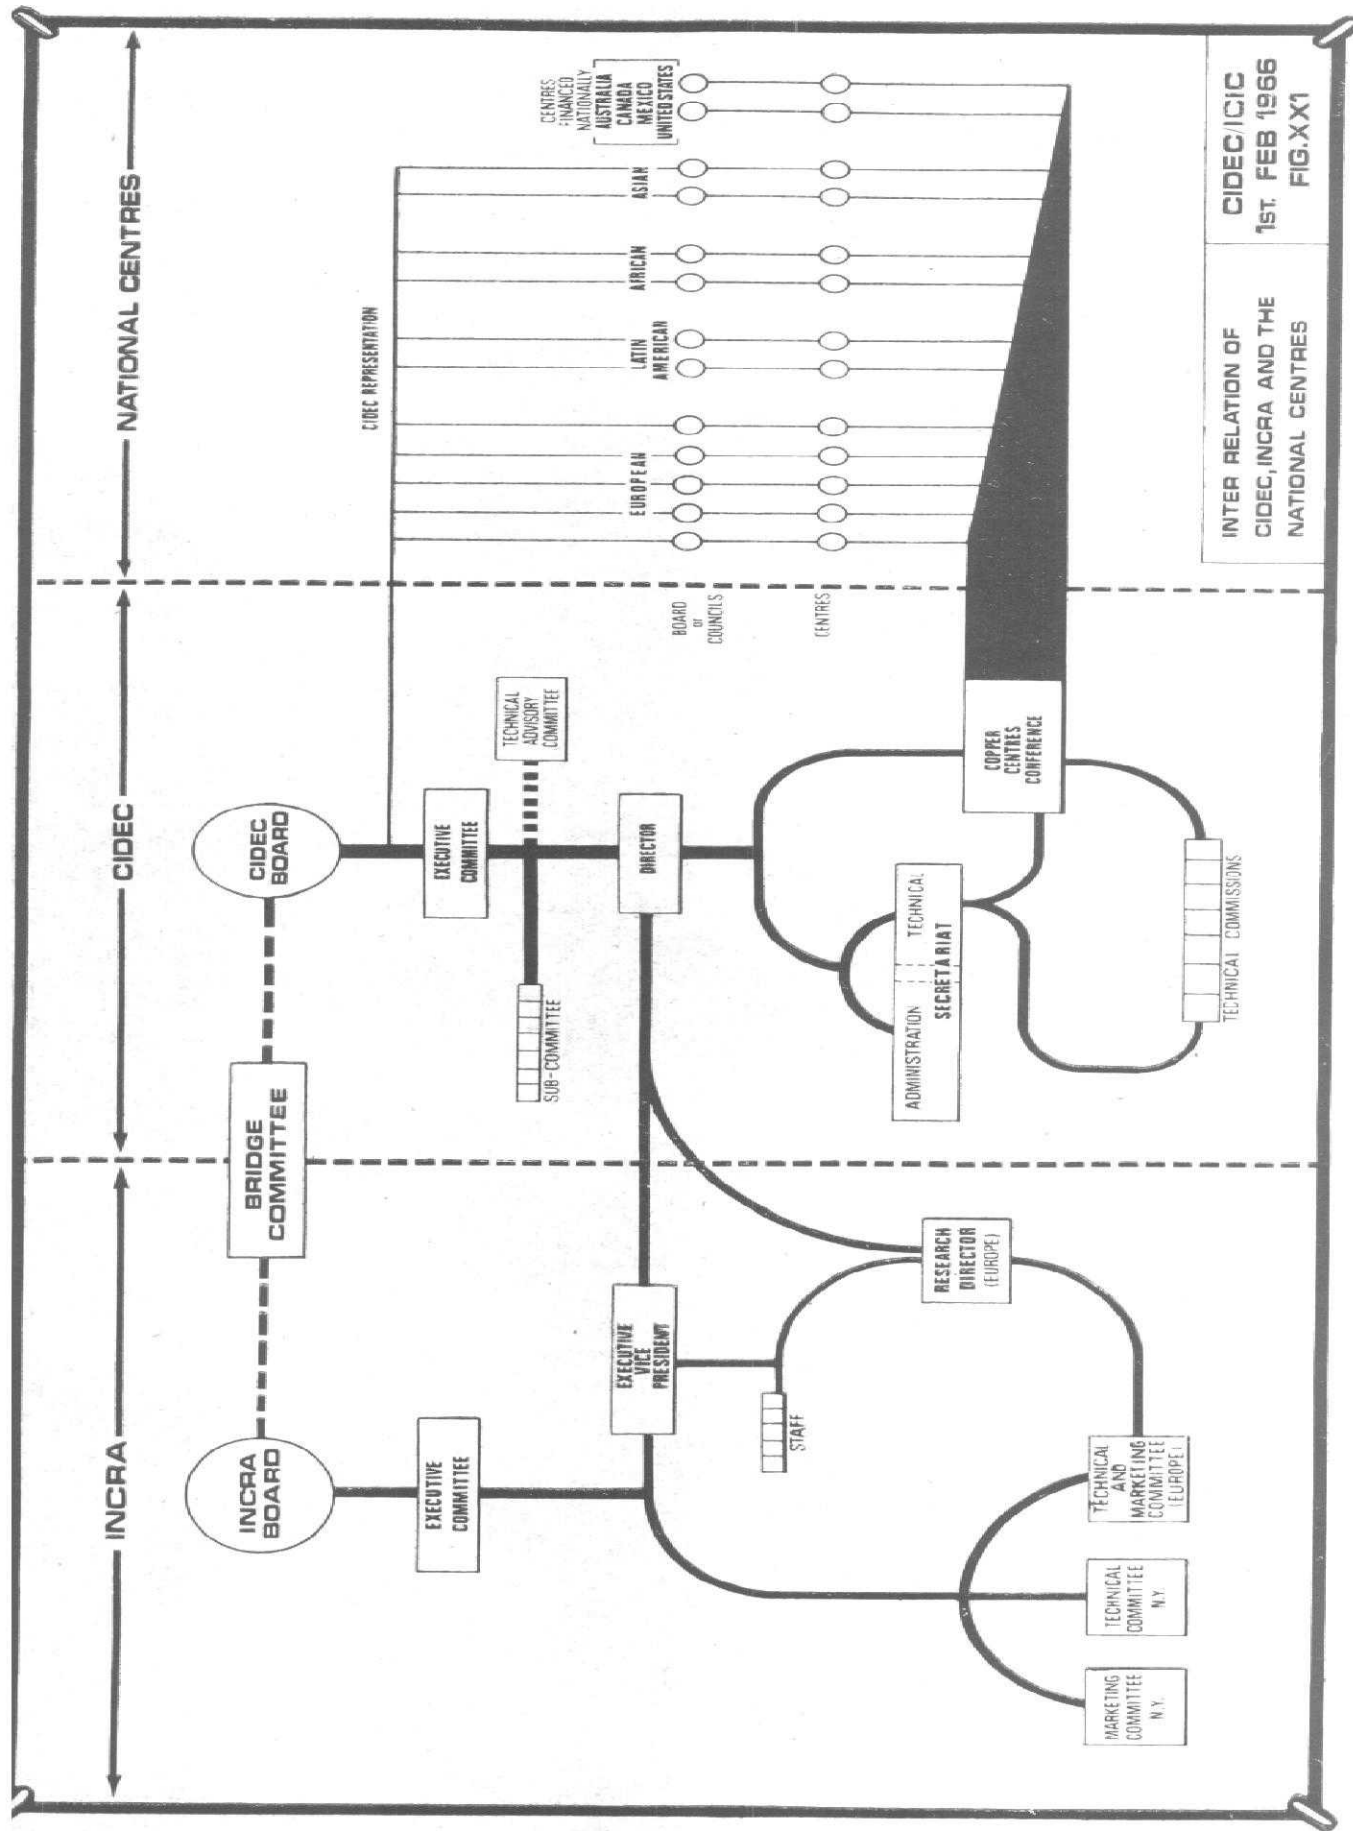 INCRA
CIDEC
NATIONAL CENTRES
INCRA
BOARD
BRIDGE
COMMITTEE
CIDEC
BOARD
CIDEC REPRESENTATION
EXECUTIVE
COMMITTEE
EXECUTIVE
COMMITTEE
SUB-COMMITTEE
TECHNICAL
ADVISORY
COMMITTEE
CENTRES
FINANCED
NATIONALLY
AUSTRALIA
CANADA
MEXICO
UNITED STATES
EUROPEAN
LATIN
AMERICAN
AFRICAN
ASIAN
EXECUTIVE
VICE
PRESIDENT
DIRECTOR
BOARD
or
COUNCILS
CENTRES
STAFF
RESEARCH
DIRECTOR
(EUROPE)
ADMINISTRATION
TECHNICAL
SECRETARIAT
COPPER
CENTRES
CONFERENCE
MARKETING
COMMITTEE
N.Y.
TECHNICAL
COMMITTEE
N.Y.
TECHNICAL
AND
MARKETING
COMMITTEE
(EUROPE)
TECHNICAL COMMISSIONS
INTER RELATION OF
CIDEC, INCRA AND THE
NATIONAL CENTRES
CIDEC/ICIC
1ST. FEB 1966
FIG.XX1